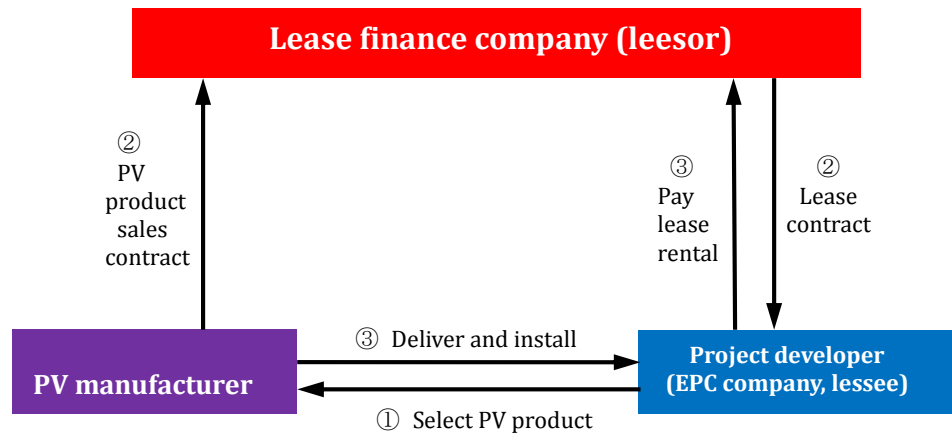 Lease finance company (leesor)
②
PV
product
sales
contract
③
Pay
lease
rental
②
Lease
contract
③ Deliver and install
PV manufacturer
Project developer
(EPC company, lessee)
① Select PV product